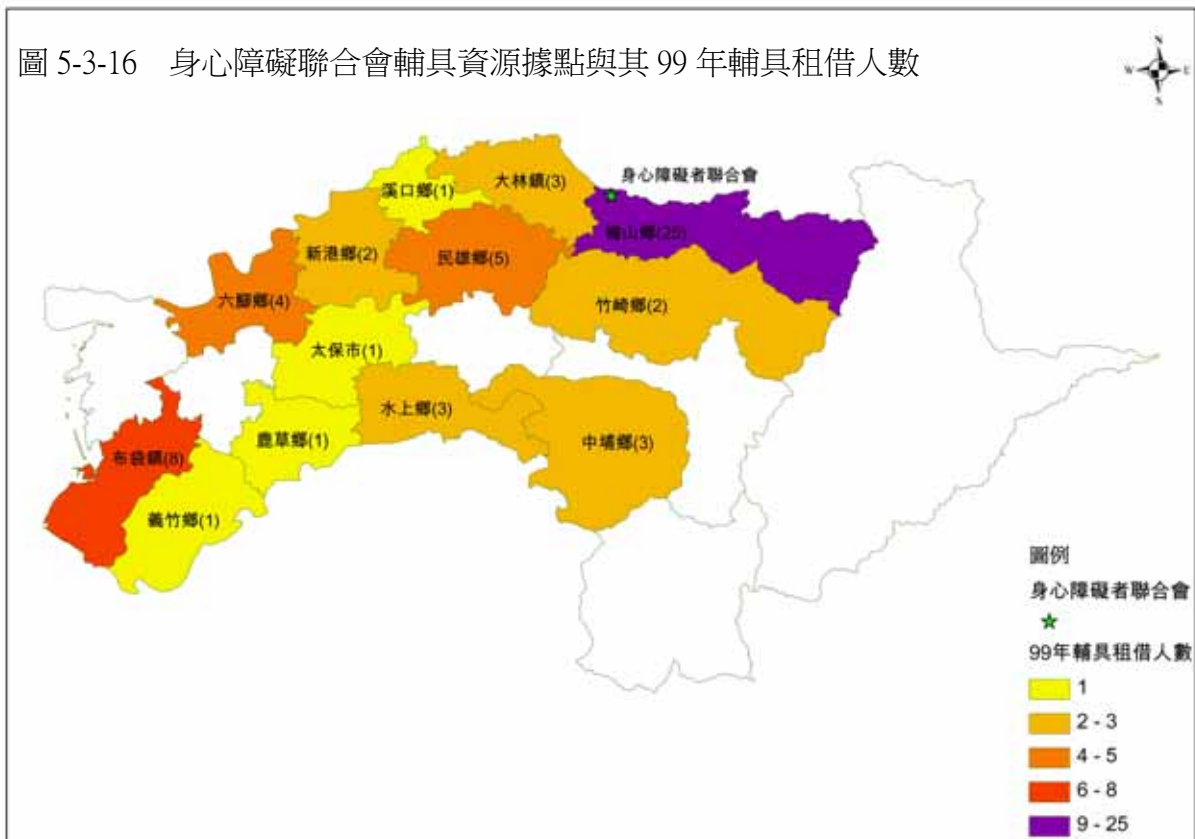 圖 5-3-16 身心障礙聯合會輔具資源據點與其 99 年輔具租借人數
N
W E
S
溪口鄉(1)
大林鎮(3)
身心障礙者聯合會
梅山鄉(25)
新港鄉(2)
民雄鄉(5)
六腳鄉(4)
竹崎鄉(2)
太保市(1)
水上鄉(3)
鹿草鄉(1)
中埔鄉(3)
布袋鎮(8)
義竹鄉(1)
圖例
身心障礙者聯合會
99年輔具租借人數
1
2 - 3
4 - 5
6 - 8
9 - 25